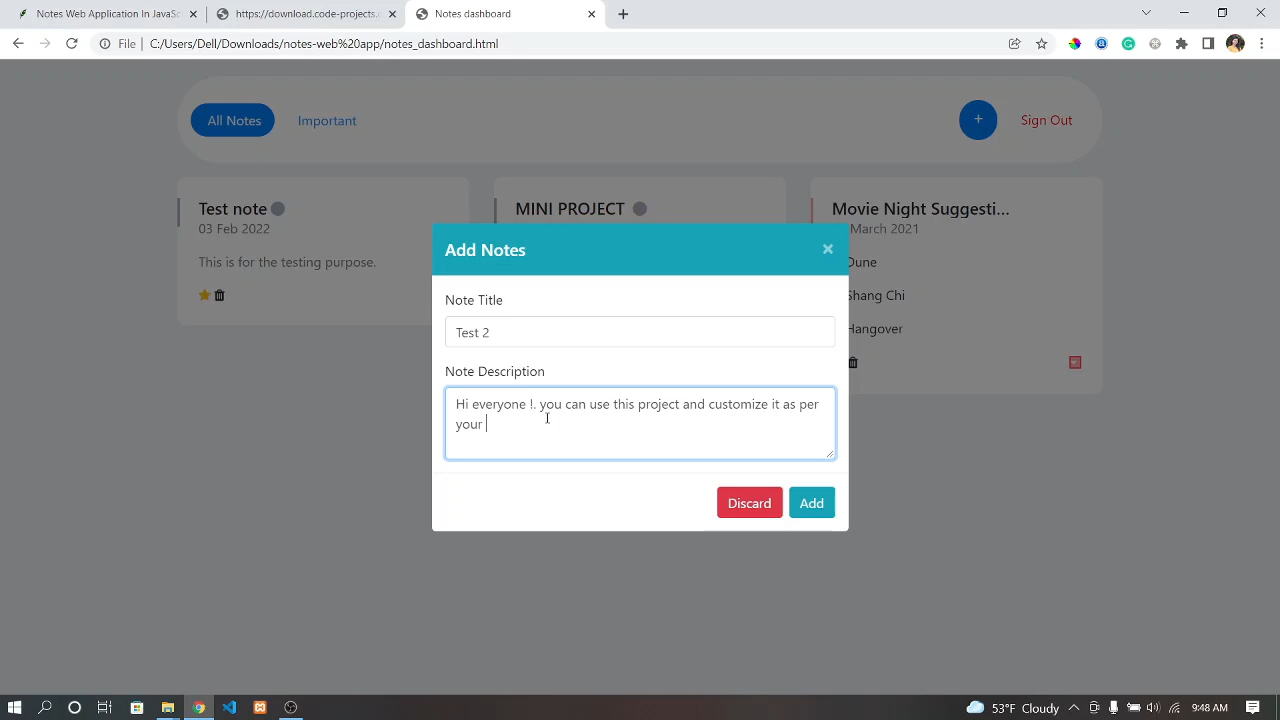 Notes Web Application In JavaSc
https://download.code-projects.o
Notes dashboard
File | C:/Users/Dell/Downloads/notes-web%20app/notes_dashboard.html
All Notes
Important
+
Sign Out
Test note
03 Feb 2022
This is for the testing purpose.
MINI PROJECT
Movie Night Suggesti...
March 2021
Dune
Shang Chi
Hangover
Add Notes
×
Note Title
Test 2
Note Description
Hi everyone !. you can use this project and customize it as per
your
Discard
Add
53°F Cloudy
9:48 AM